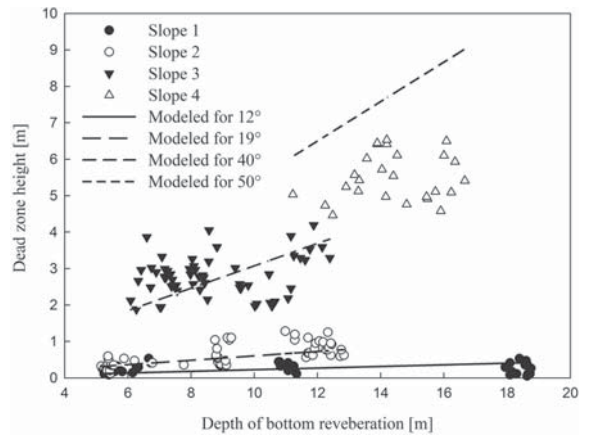 10
9
8
7
6
5
4
3
2
1
0
Dead zone height [m]
Slope 1
Slope 2
Slope 3
Slope 4
Modeled for 12°
Modeled for 19°
Modeled for 40°
Modeled for 50°
4 6 8 10 12 14 16 18 20
Depth of bottom reveberation [m]